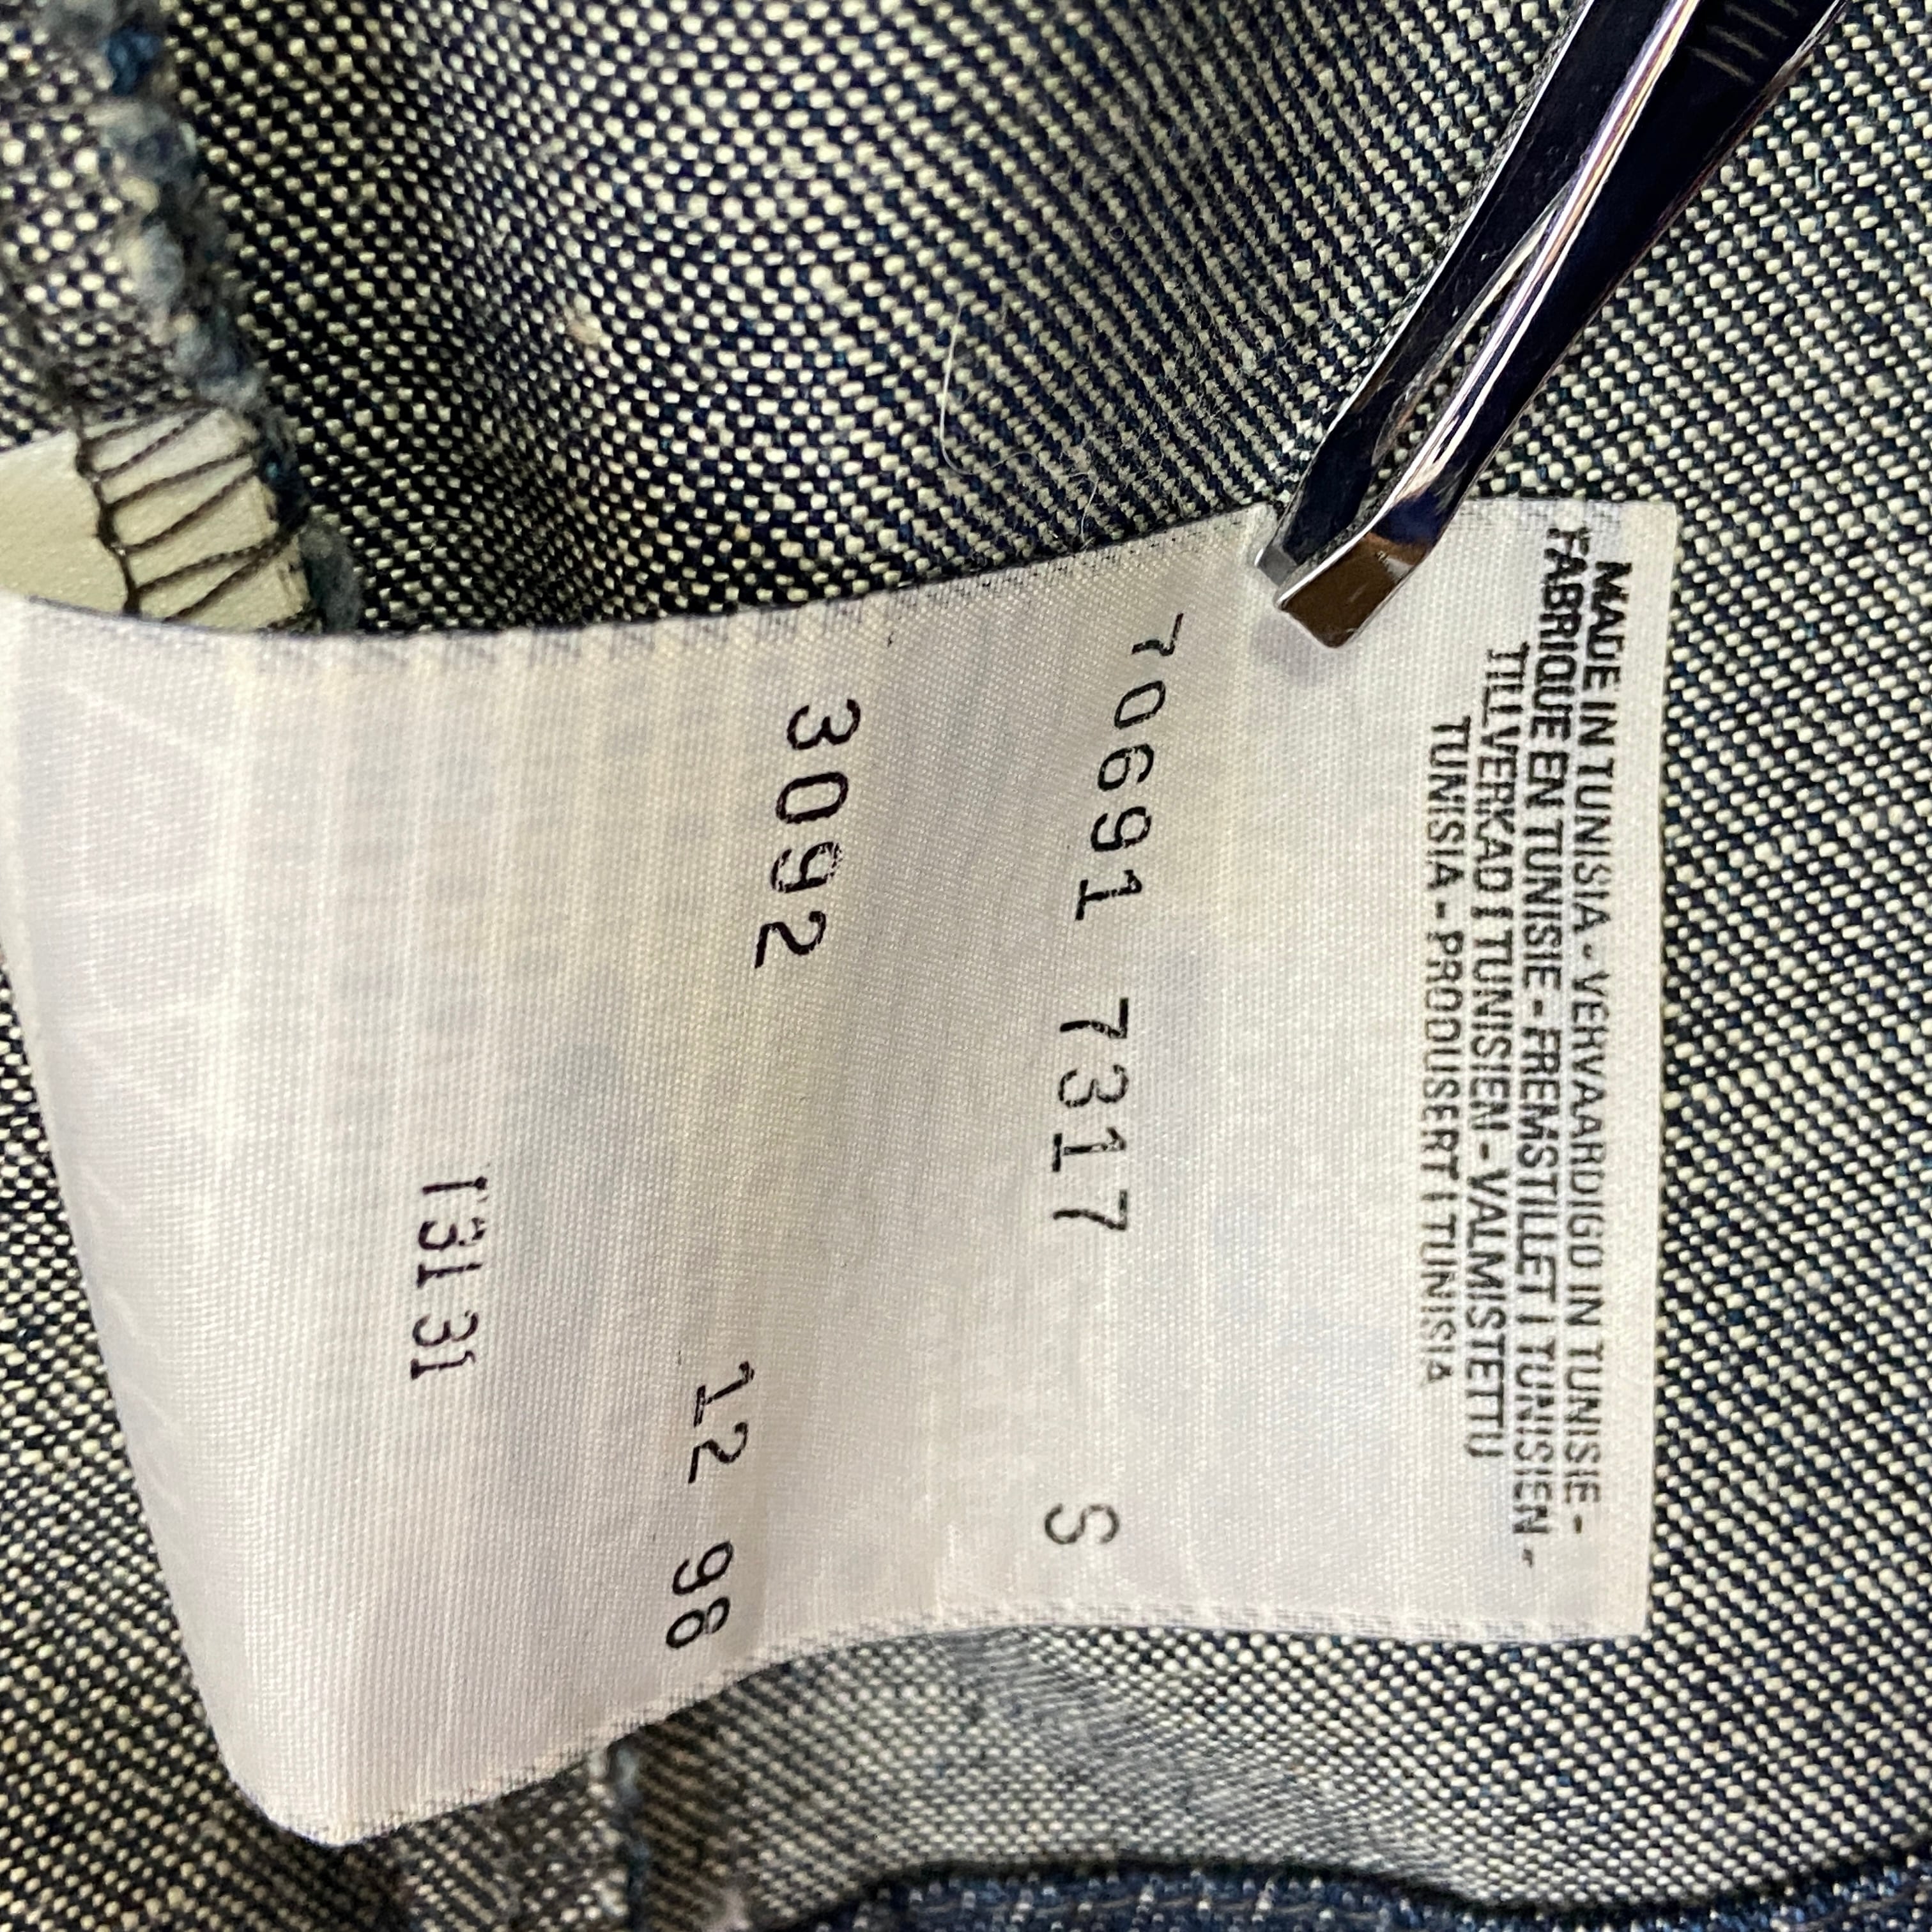 MADE IN TUNISIA - VERVAARDIGD IN TUNISIE -
FABRIQUE EN TUNISIE - FREMSTILLET I TUNISIEN -
TILLVERKAD I TUNISIEN - VALMISTETTU
TUNISIA - PRODUSERT I TUNISIA
70691 7317 S
3092
12 98